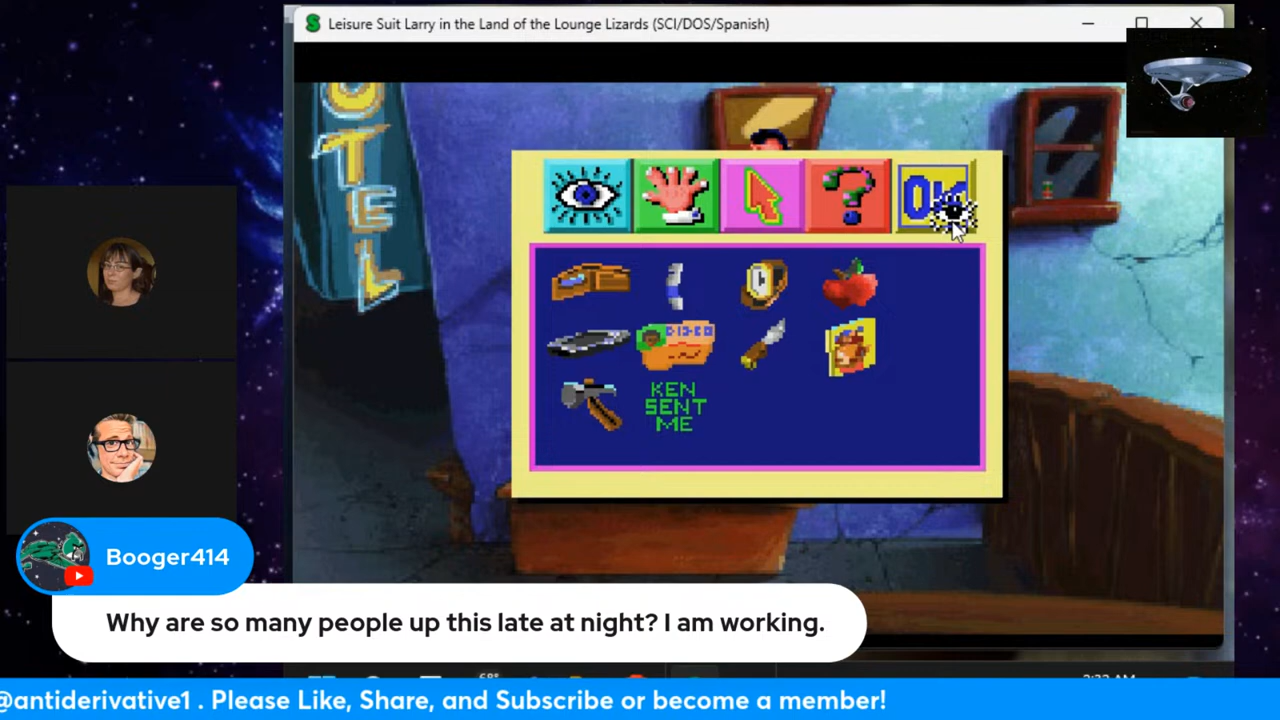 Leisure Suit Larry in the Land of the Lounge Lizards (SCI/DOS/Spanish)
OTEL
OK
DISCO
KEN
SENT
ME
Booger414
Why are so many people up this late at night? I am working.
@antiderivative1 . Please Like, Share, and Subscribe or become a member!